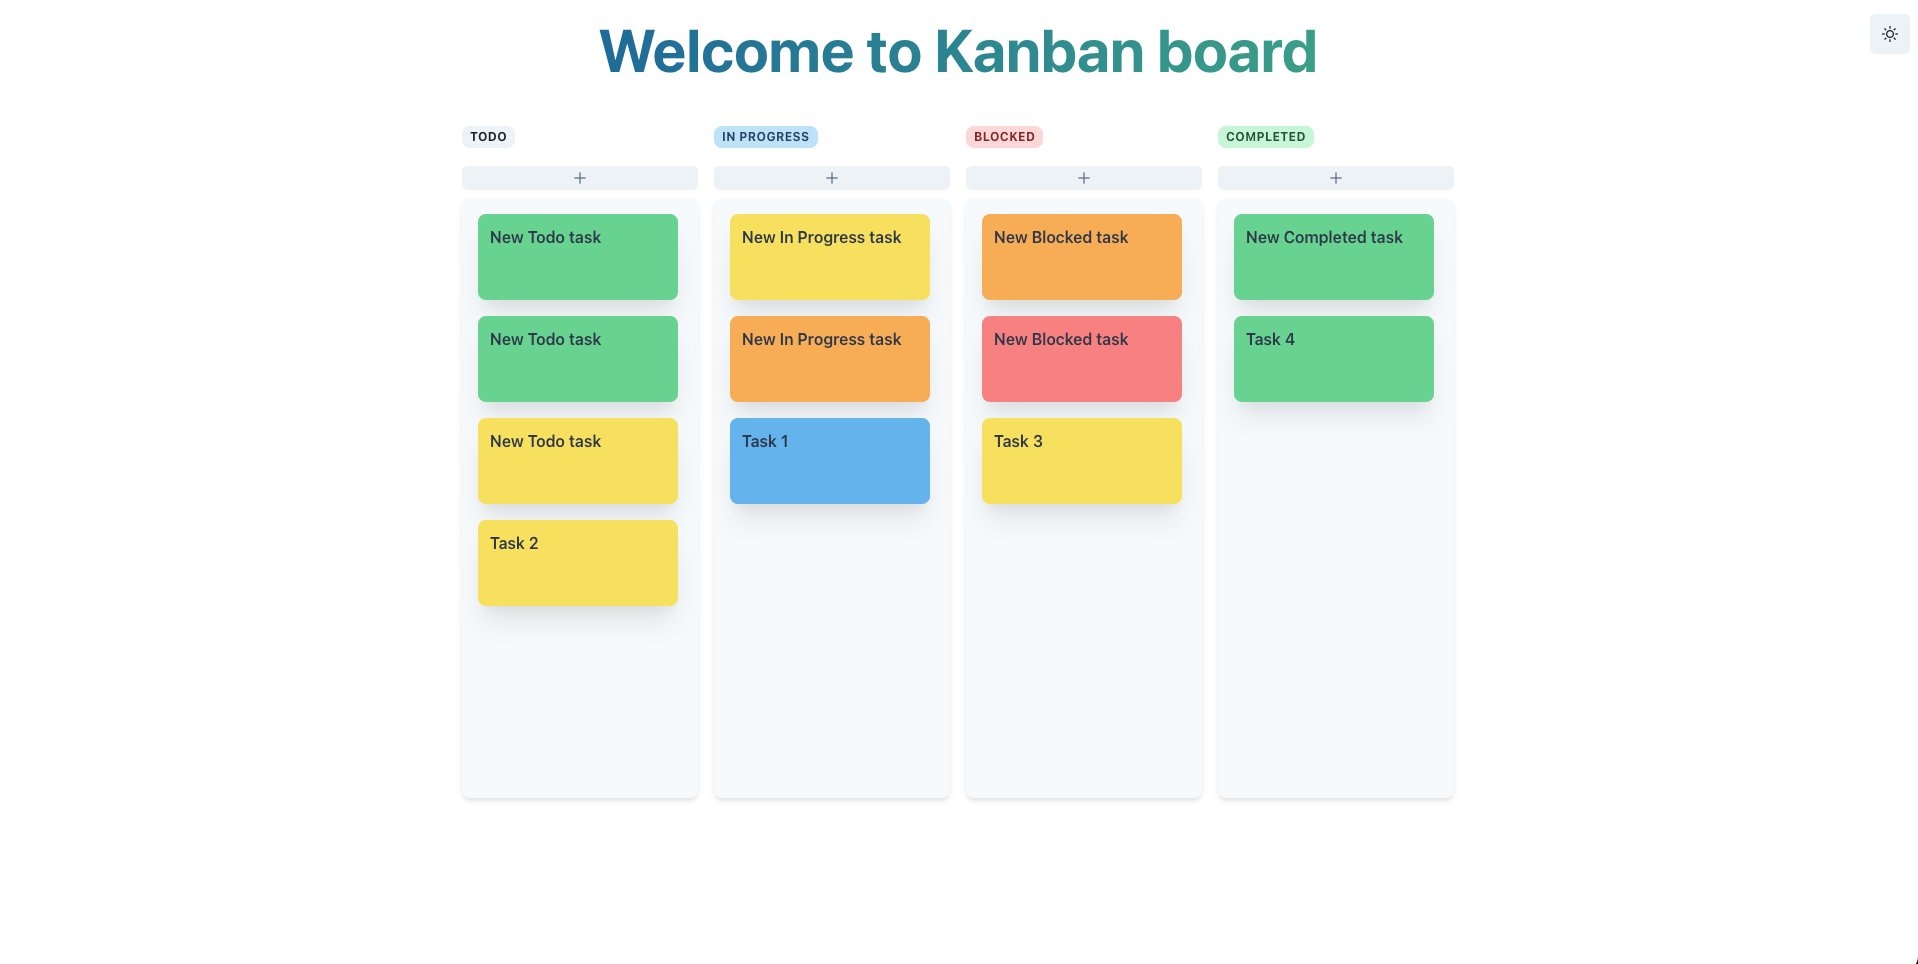 Welcome to Kanban board
TODO
+
New Todo task
New Todo task
New Todo task
Task 2
IN PROGRESS
+
New In Progress task
New In Progress task
Task 1
BLOCKED
+
New Blocked task
New Blocked task
Task 3
COMPLETED
+
New Completed task
Task 4